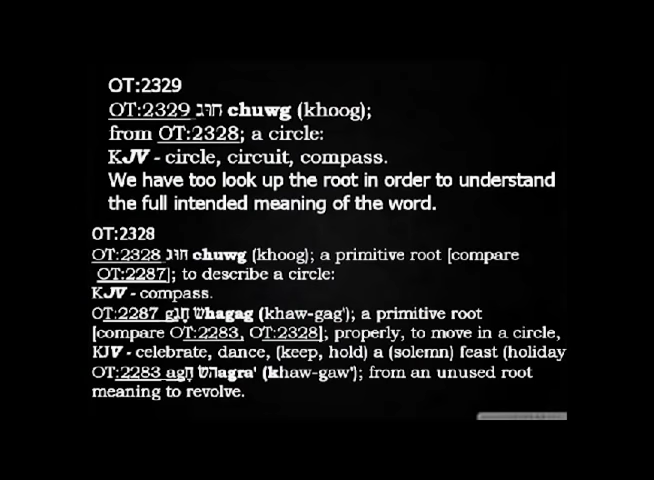 OT:2329
OT:2329 חוּג chuwg (khoog);
from OT:2328; a circle:
KJV - circle, circuit, compass.
We have too look up the root in order to understand
the full intended meaning of the word.
OT:2328
OT:2328 חוּג chuwg (khoog); a primitive root [compare
OT:2287]; to describe a circle:
KJV - compass.
OT:2287 hagag (khaw-gag'); a primitive root
[compare OT:2283, OT:2328]; properly, to move in a circle,
KJV - celebrate, dance, (keep, hold) a (solemn) feast (holiday
OT:2283 agra' (khaw-gaw'); from an unused root
meaning to revolve.